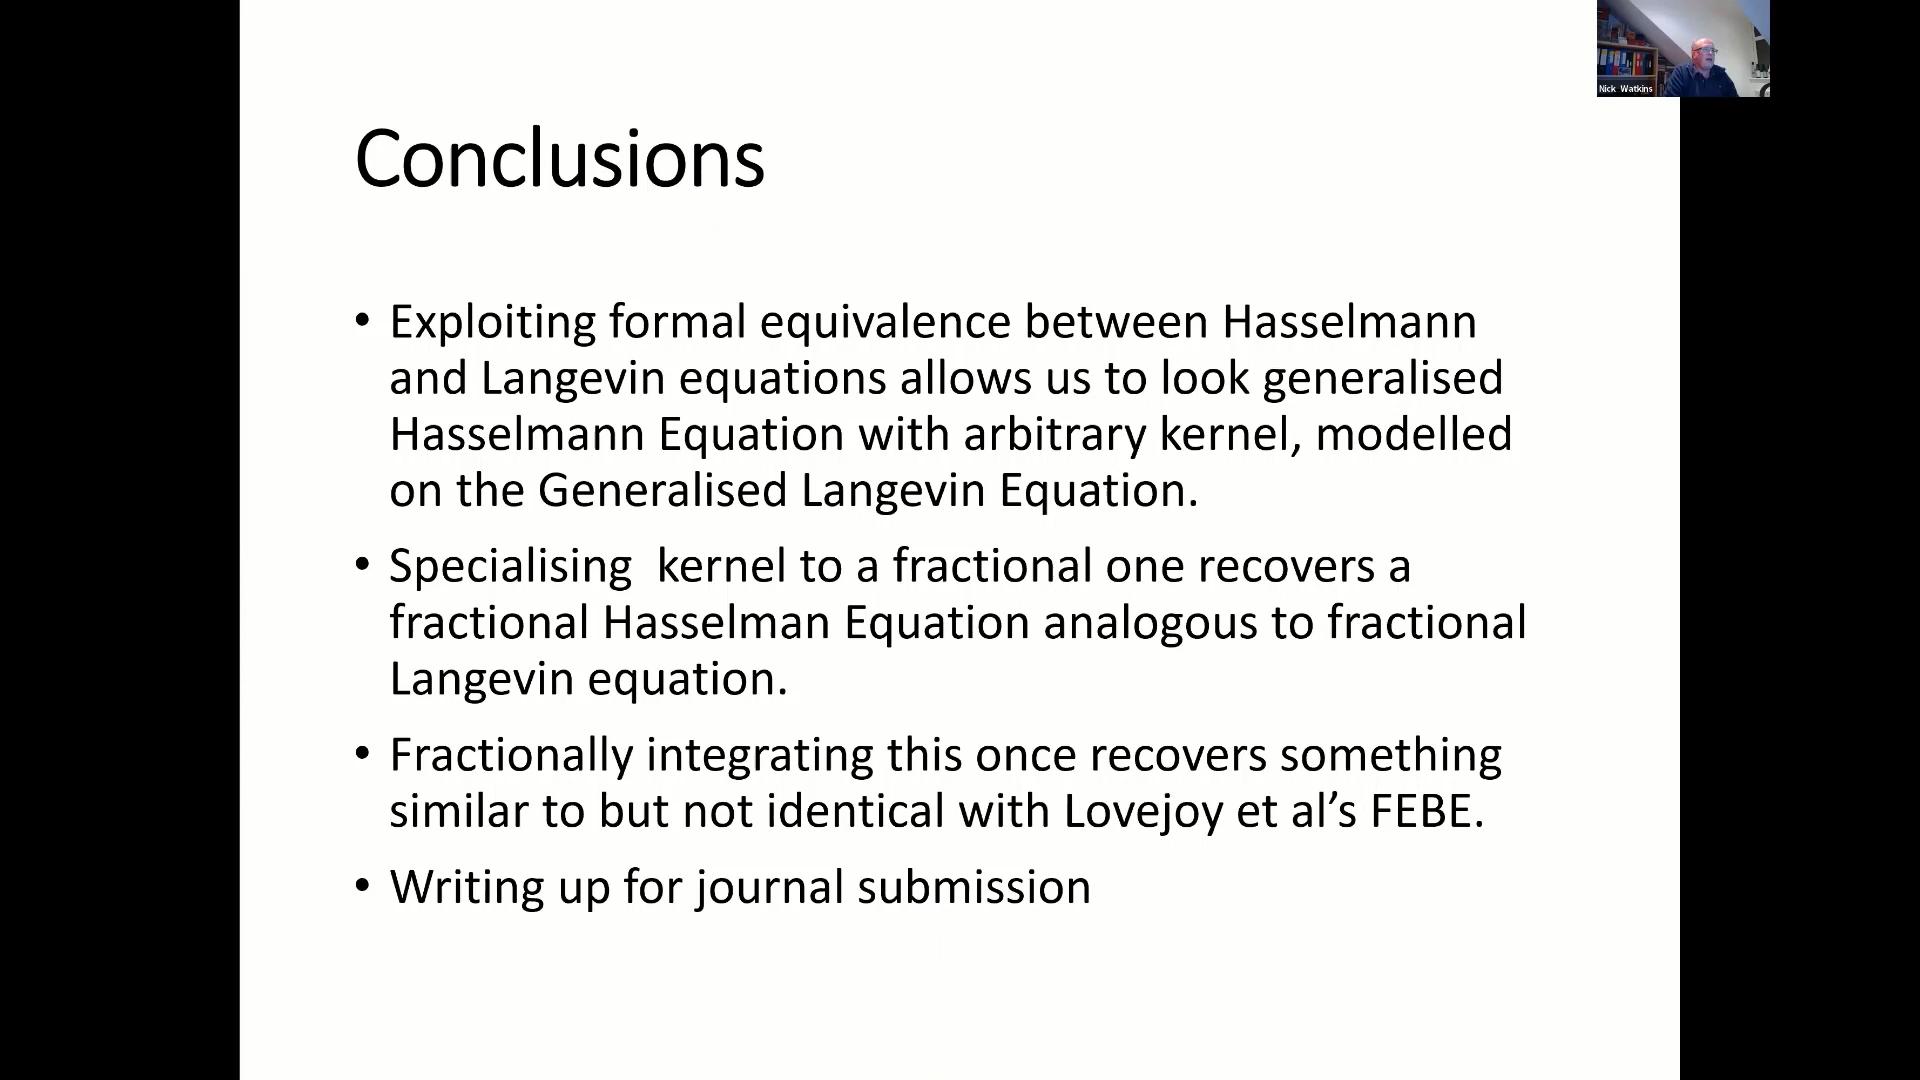 Nick Watkins
Conclusions
• Exploiting formal equivalence between Hasselmann
and Langevin equations allows us to look generalised
Hasselmann Equation with arbitrary kernel, modelled
on the Generalised Langevin Equation.
• Specialising  kernel to a fractional one recovers a
fractional Hasselman Equation analogous to fractional
Langevin equation.
• Fractionally integrating this once recovers something
similar to but not identical with Lovejoy et al’s FEBE.
• Writing up for journal submission